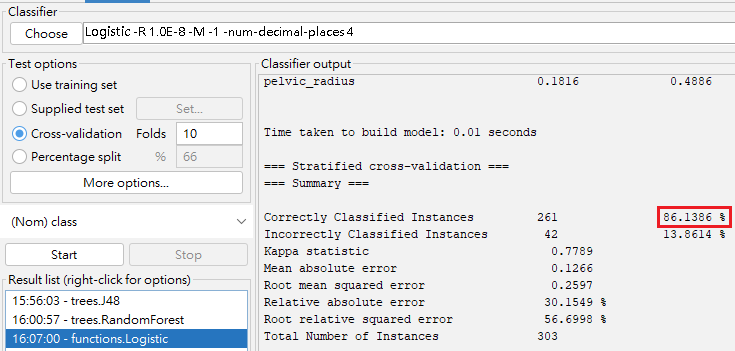 Classifier
Choose Logistic -R 1.0E-8 -M -1 -num-decimal-places 4
Test options
Use training set
Supplied test set Set...
Cross-validation Folds 10
Percentage split % 66
More options...
(Nom) class
Start Stop
Result list (right-click for options)
15:56:03 - trees.J48
16:00:57 - trees.RandomForest
16:07:00 - functions.Logistic
Classifier output
pelvic_radius 0.1816 0.4886
Time taken to build model: 0.01 seconds
=== Stratified cross-validation ===
=== Summary ===
Correctly Classified Instances 261 86.1386 %
Incorrectly Classified Instances 42 13.8614 %
Kappa statistic 0.7789
Mean absolute error 0.1266
Root mean squared error 0.2597
Relative absolute error 30.1549 %
Root relative squared error 56.6998 %
Total Number of Instances 303